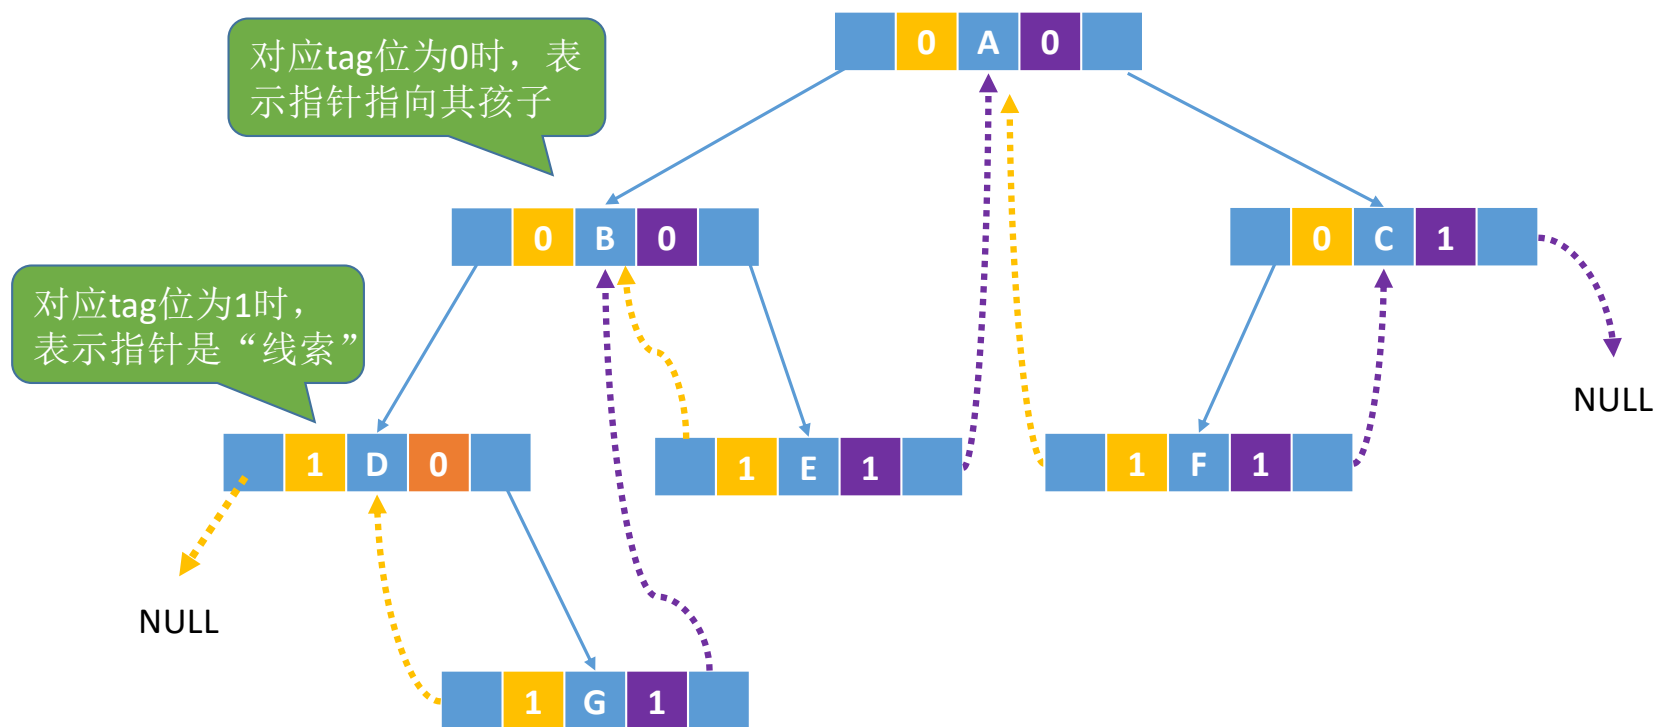 0 A 0
对应tag位为0时，表
示指针指向其孩子
0 B 0
0 C 1
对应tag位为1时，
表示指针是“线索”
NULL
1 D 0
1 E 1
1 F 1
NULL
1 G 1